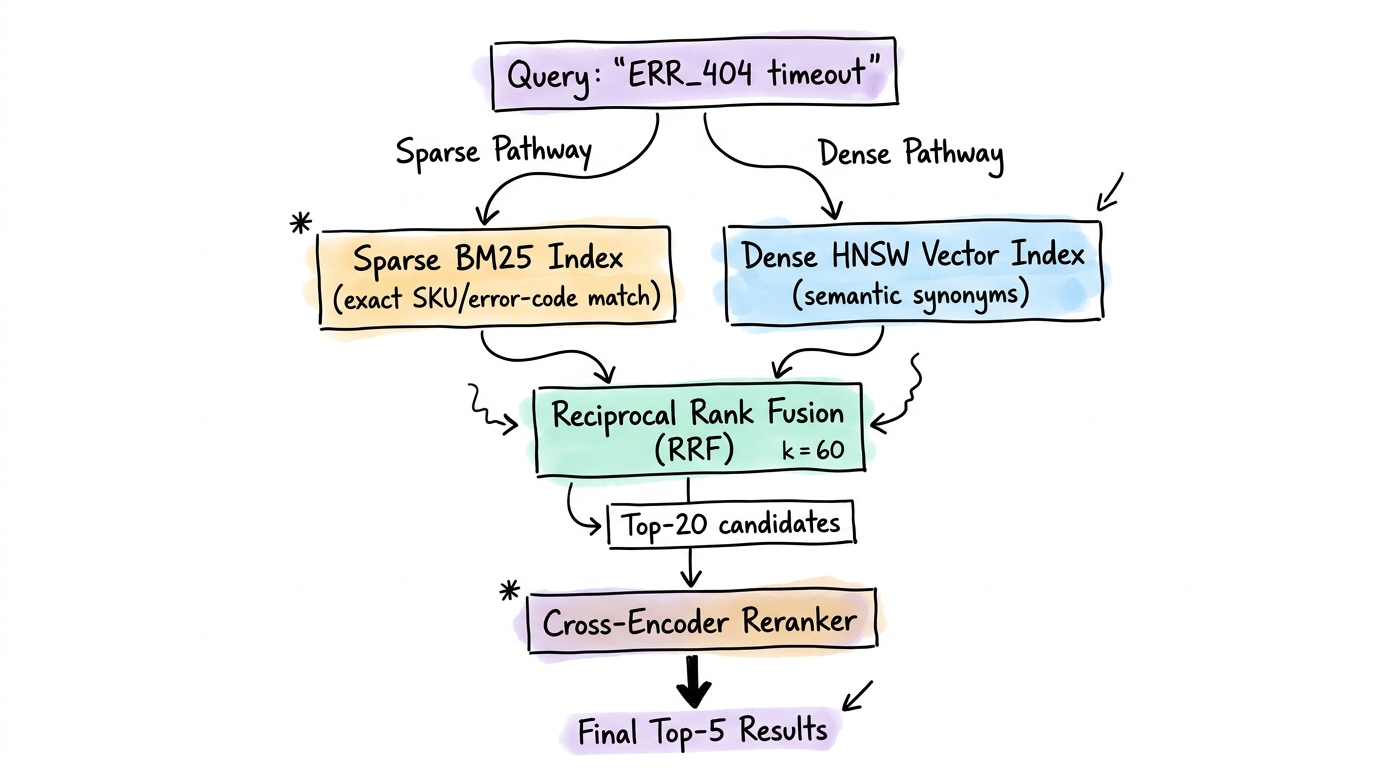 Query: “ERR_404 timeout”
Sparse Pathway
Dense Pathway
*
Sparse BM25 Index
(exact SKU/error-code match)
Dense HNSW Vector Index
(semantic synonyms)
Reciprocal Rank Fusion
(RRF) k = 60
Top-20 candidates
*
Cross-Encoder Reranker
Final Top-5 Results